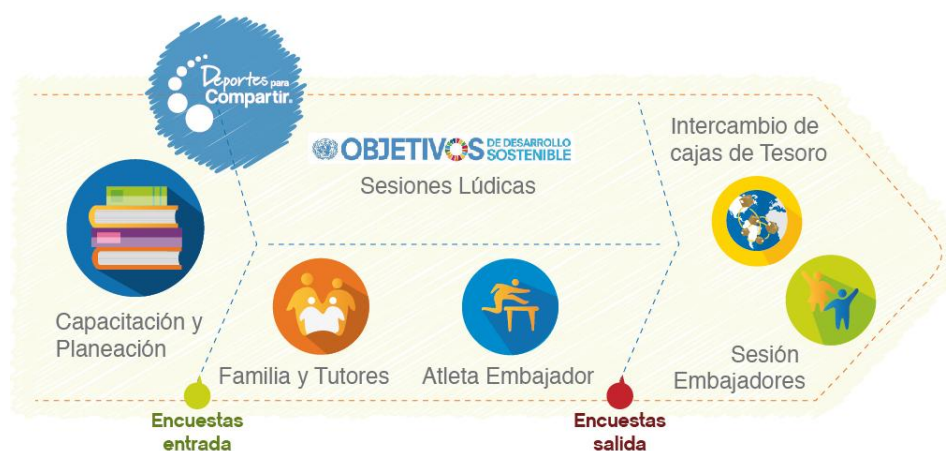 Deportes para
Compartir.
OBJETIVOS DE DESARROLLO
SOSTENIBLE
Sesiones Lúdicas
Intercambio de
cajas de Tesoro
Capacitación y
Planeación
Familia y Tutores
Atleta Embajador
Sesión
Embajadores
Encuestas
entrada
Encuestas
salida